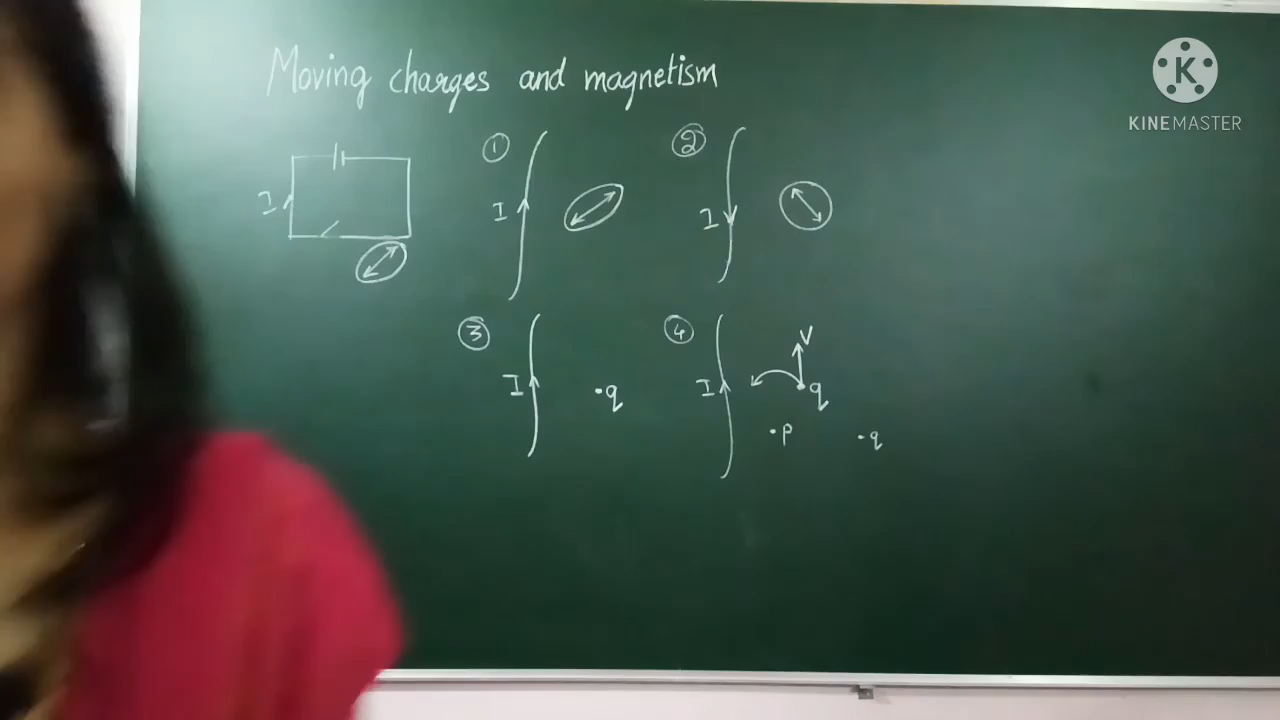 Moving charges and magnetism
KINEMASTER
K
I
① I
② I
③ I .q
④ I V q
.p .q